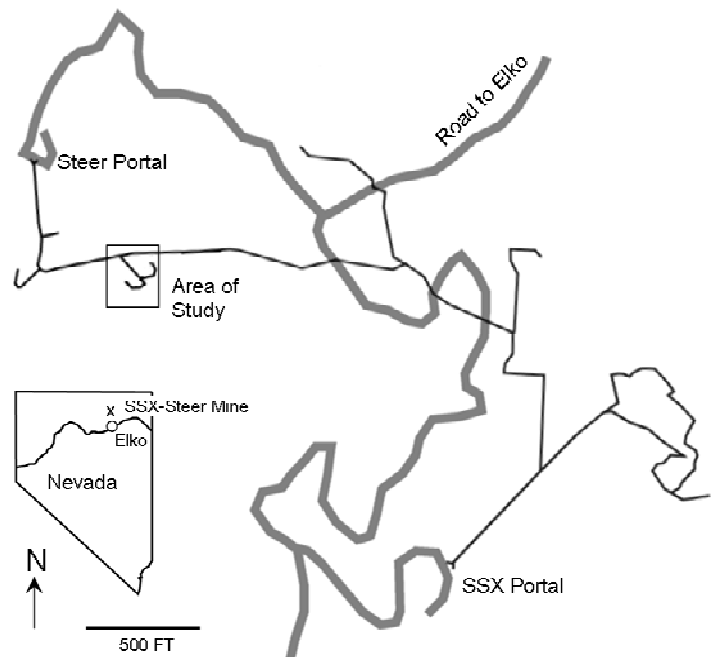 Road to Elko
Steer Portal
Area of
Study
X
SSX-Steer Mine
Elko
Nevada
N
SSX Portal
500 FT